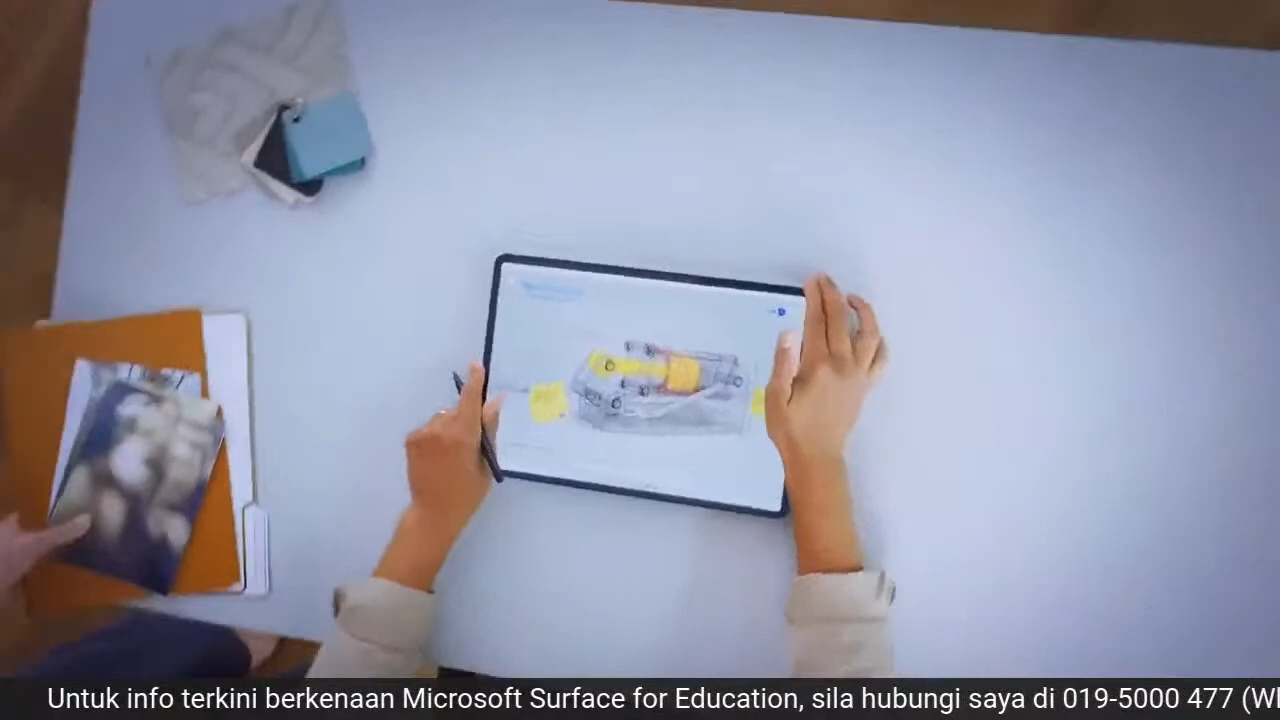 Untuk info terkini berkenaan Microsoft Surface for Education, sila hubungi saya di 019-5000 477 (W